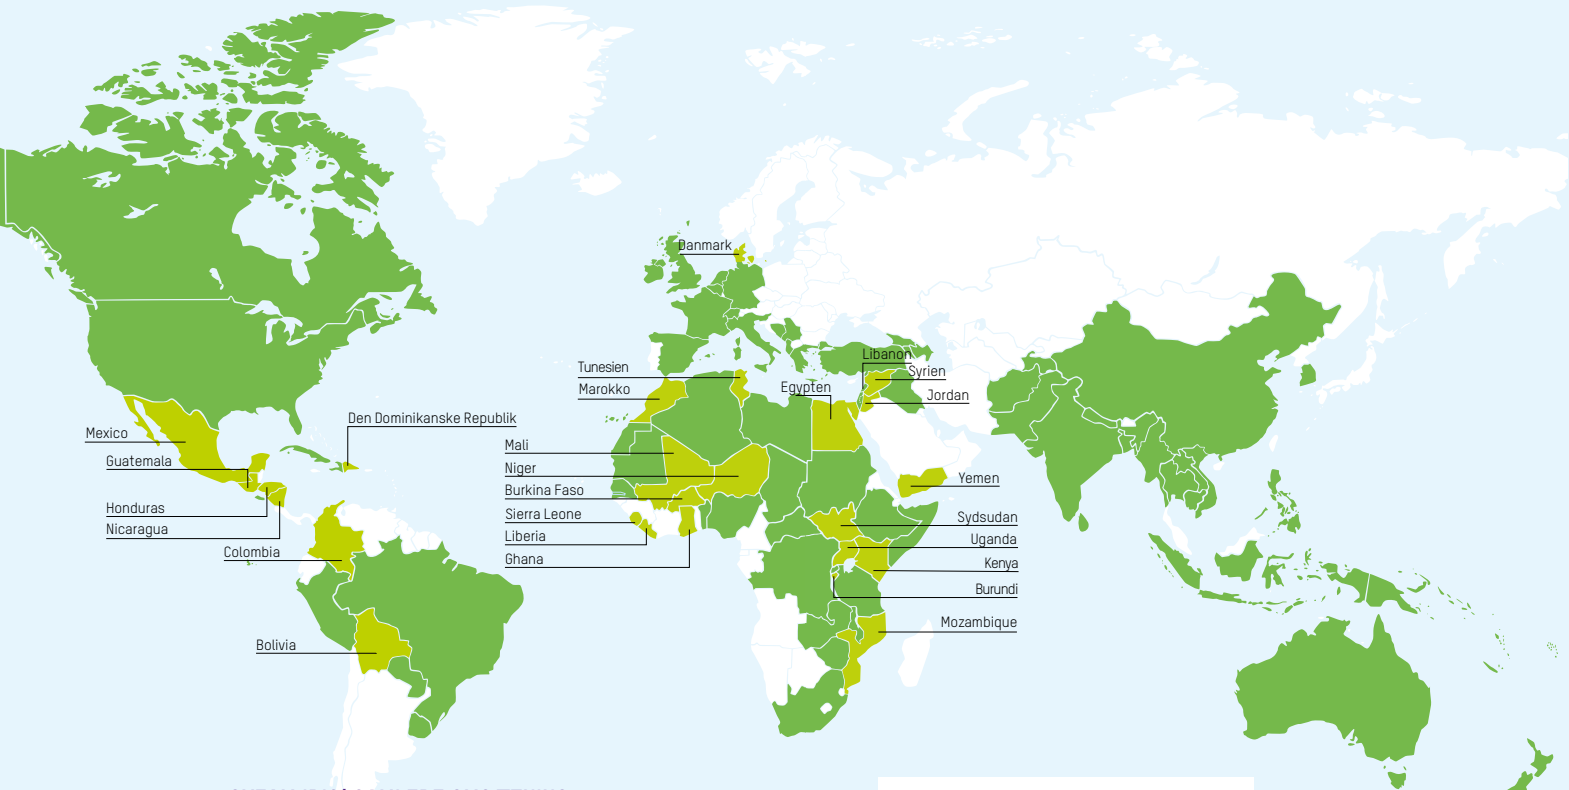 Danmark
Libanon
Tunesien
Syrien
Marokko
Egypten
Jordan
Den Dominikanske Republik
Mexico
Mali
Guatemala
Niger
Yemen
Burkina Faso
Honduras
Sierra Leone
Sydsudan
Nicaragua
Liberia
Uganda
Colombia
Ghana
Kenya
Burundi
Mozambique
Bolivia